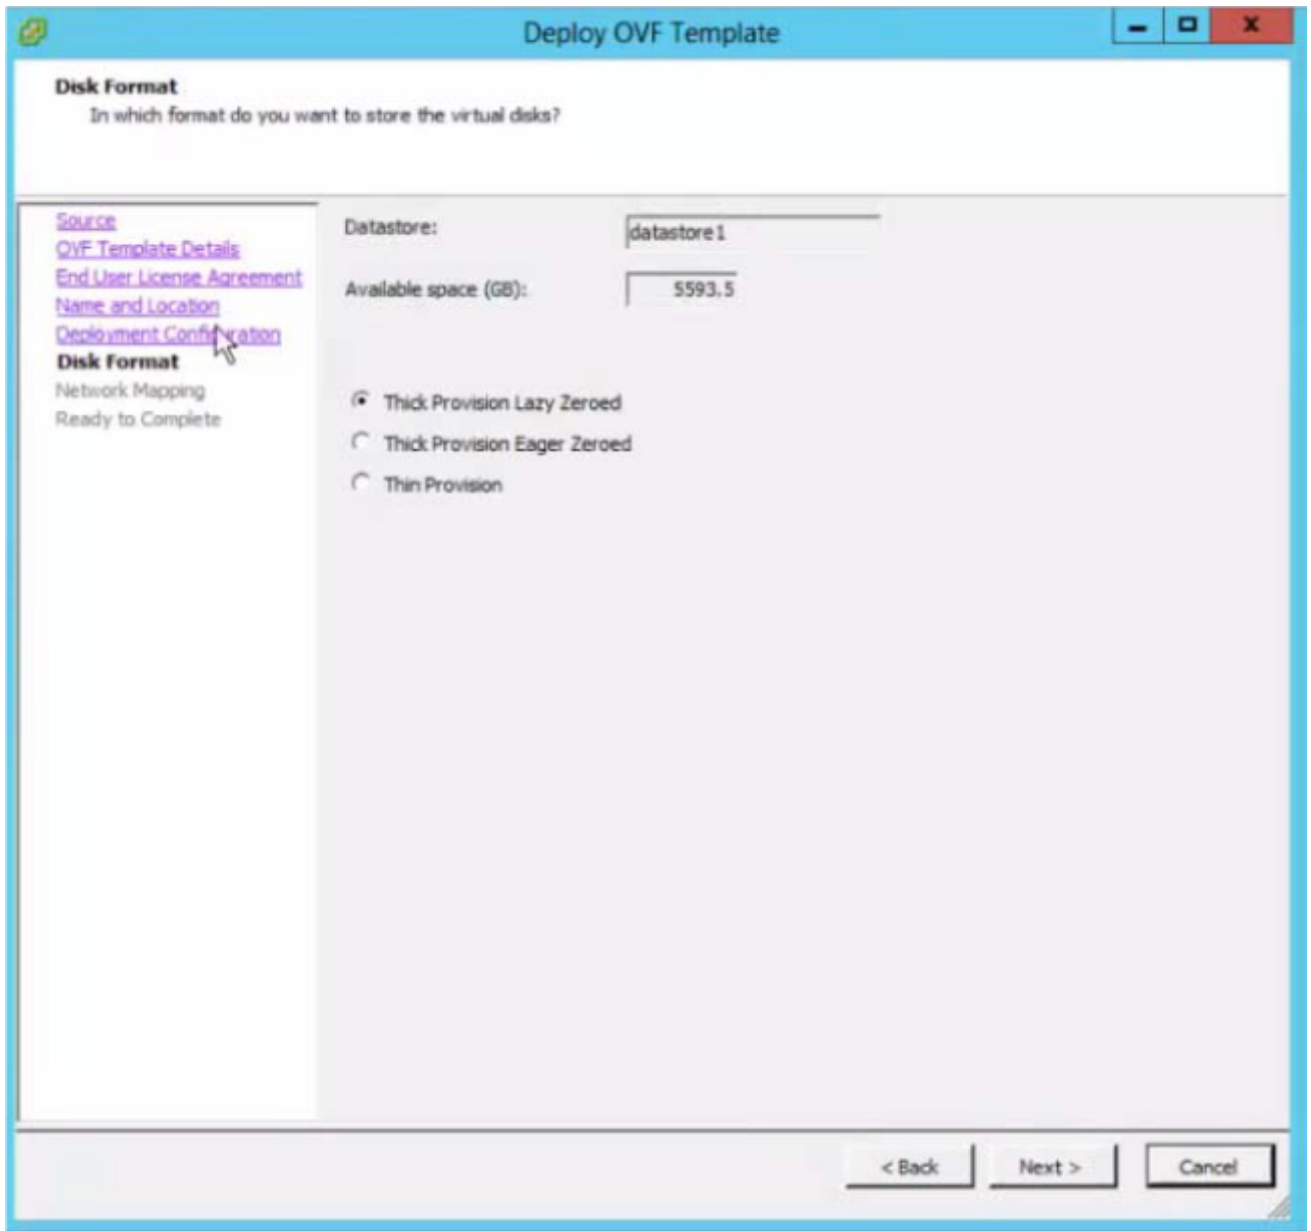 Deploy OVF Template
Disk Format
In which format do you want to store the virtual disks?
Source
OVF Template Details
End User License Agreement
Name and Location
Deployment Configuration
Disk Format
Network Mapping
Ready to Complete
Datastore: datastore1
Available space (GB): 5593.5
Thick Provision Lazy Zeroed
Thick Provision Eager Zeroed
Thin Provision
< Back Next > Cancel